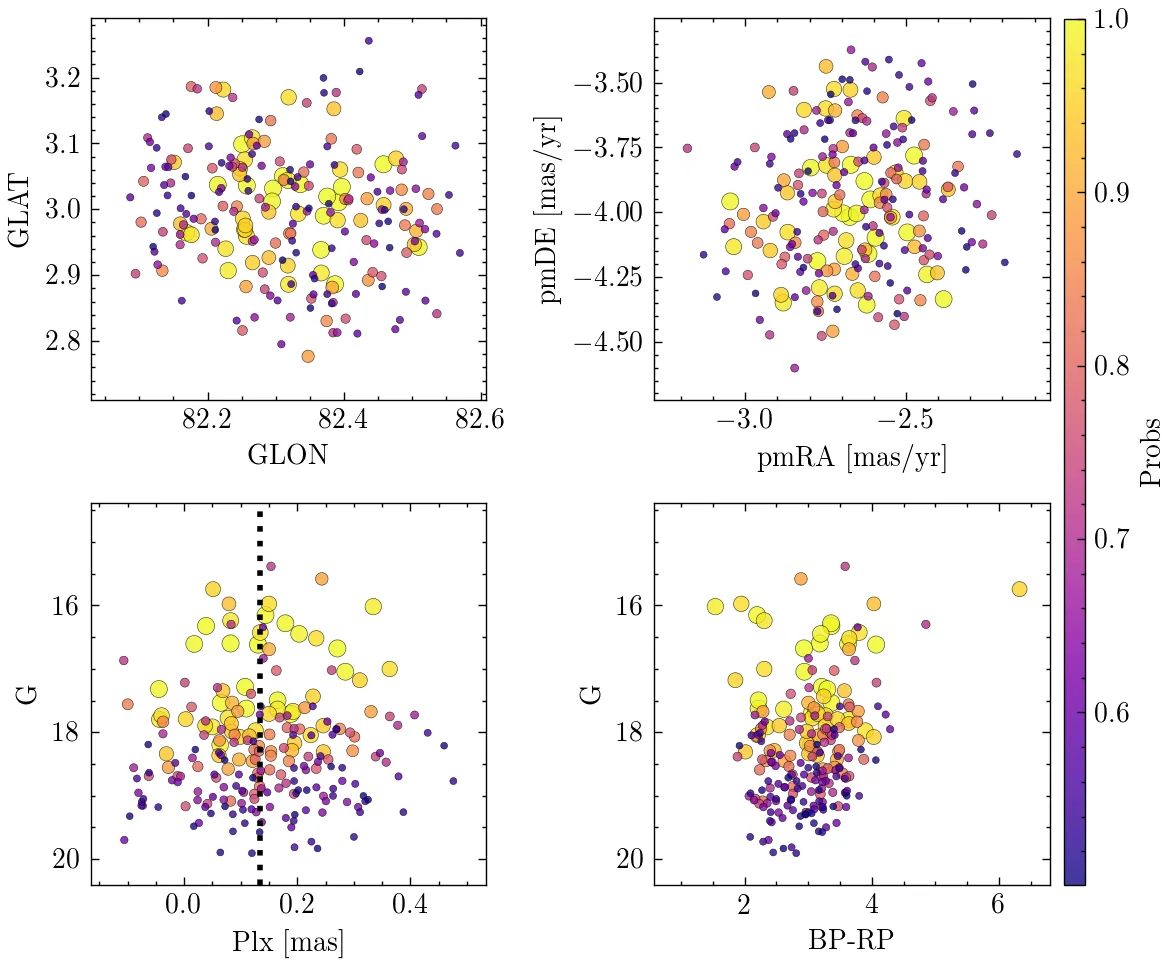 3.2
3.1
3.0
2.9
2.8
GLAT
82.2 82.4 82.6
GLON
−3.50
−3.75
−4.00
−4.25
−4.50
pmDE [mas/yr]
−3.0 −2.5
pmRA [mas/yr]
1.0
0.9
0.8
0.7
0.6
Probs
16
18
20
G
0.0 0.2 0.4
Plx [mas]
16
18
20
G
2 4 6
BP-RP